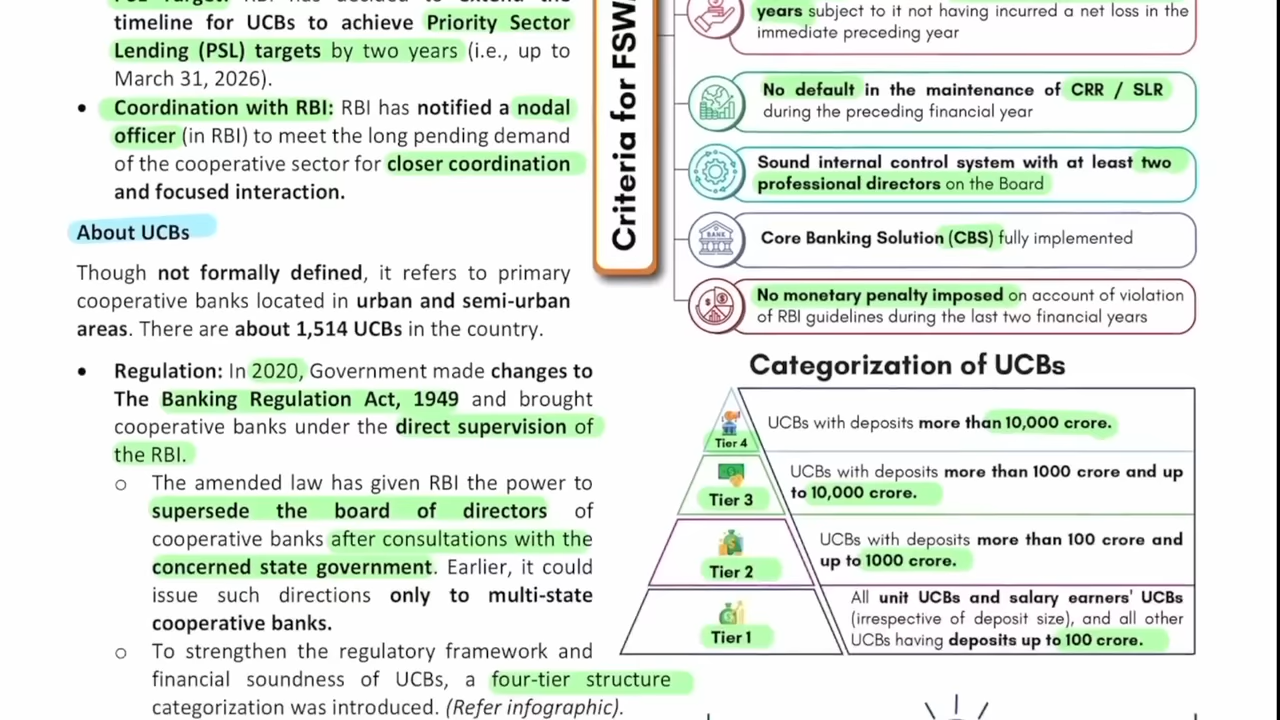 PSL Target: RBI has decided to extend the
timeline for UCBs to achieve Priority Sector
Lending (PSL) targets by two years (i.e., up to
March 31, 2026).
• Coordination with RBI: RBI has notified a nodal
officer (in RBI) to meet the long pending demand
of the cooperative sector for closer coordination
and focused interaction.
About UCBs
Though not formally defined, it refers to primary
cooperative banks located in urban and semi-urban
areas. There are about 1,514 UCBs in the country.
• Regulation: In 2020, Government made changes to
The Banking Regulation Act, 1949 and brought
cooperative banks under the direct supervision of
the RBI.
o The amended law has given RBI the power to
supersede the board of directors of
cooperative banks after consultations with the
concerned state government. Earlier, it could
issue such directions only to multi-state
cooperative banks.
o To strengthen the regulatory framework and
financial soundness of UCBs, a four-tier structure
categorization was introduced. (Refer infographic).
Criteria for FSW
years subject to it not having incurred a net loss in the
immediate preceding year
No default in the maintenance of CRR / SLR
during the preceding financial year
Sound internal control system with at least two
professional directors on the Board
BANK
Core Banking Solution (CBS) fully implemented
No monetary penalty imposed on account of violation
of RBI guidelines during the last two financial years
Categorization of UCBs
Tier 4
UCBs with deposits more than 10,000 crore.
Tier 3
UCBs with deposits more than 1000 crore and up
to 10,000 crore.
Tier 2
UCBs with deposits more than 100 crore and
up to 1000 crore.
Tier 1
All unit UCBs and salary earners' UCBs
(irrespective of deposit size), and all other
UCBs having deposits up to 100 crore.